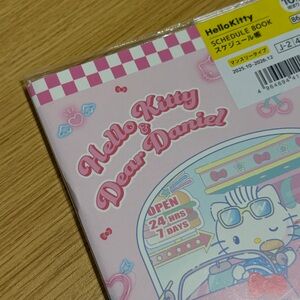 HelloKitty
SCHEDULE BOOK
スケジュール帳
マンスリータイプ
2025.10-2026.12
Hello Kitty
&
Dear Daniel
OPEN
24 HRS
7 DAYS